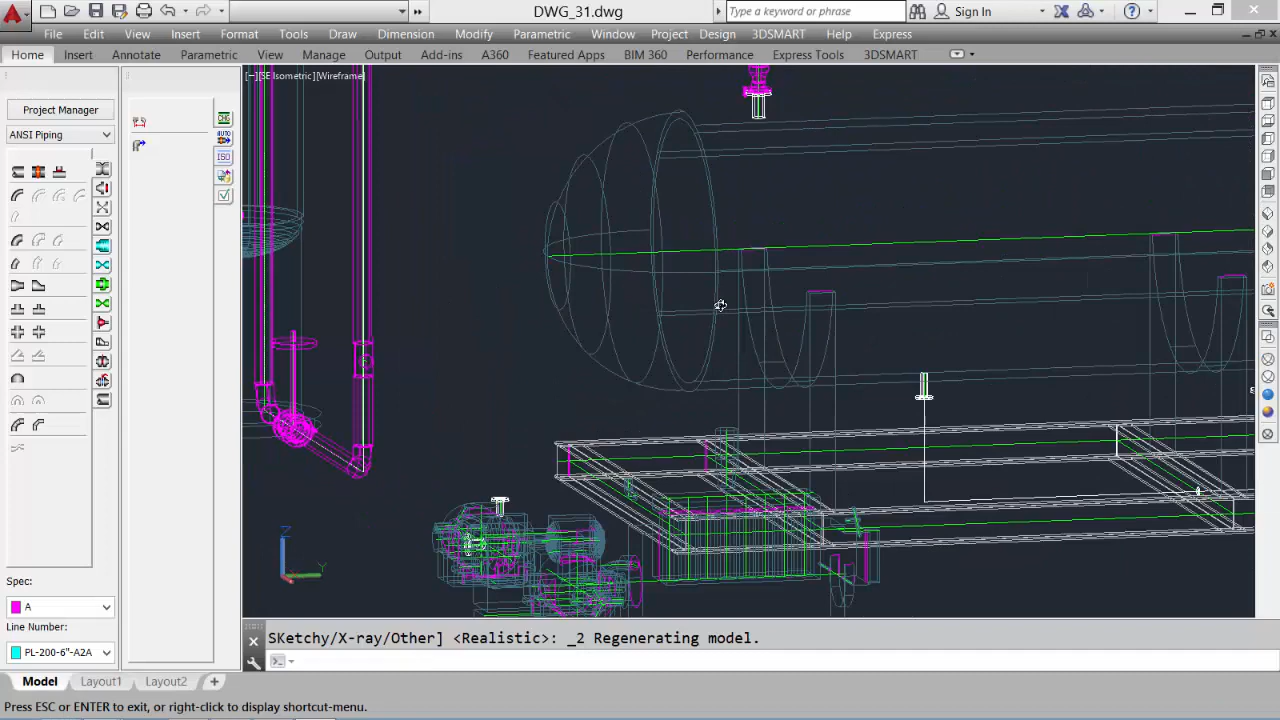 DWG_31.dwg
Type a keyword or phrase
Sign In
File Edit View Insert Format Tools Draw Dimension Modify Parametric Window Project Design 3DSMART Help Express
Home Insert Annotate Parametric View Manage Output Add-ins A360 Featured Apps BIM 360 Performance Express Tools 3DSMART
[−][SE Isometric][Wireframe]
Project Manager
ANSI Piping
CHG
AUTO
ISO
Z
Y
Spec:
A
Line Number:
PL-200-6"-A2A
SKetchy/X-ray/Other] <Realistic>: _2 Regenerating model.
Model Layout1 Layout2
Press ESC or ENTER to exit, or right-click to display shortcut-menu.